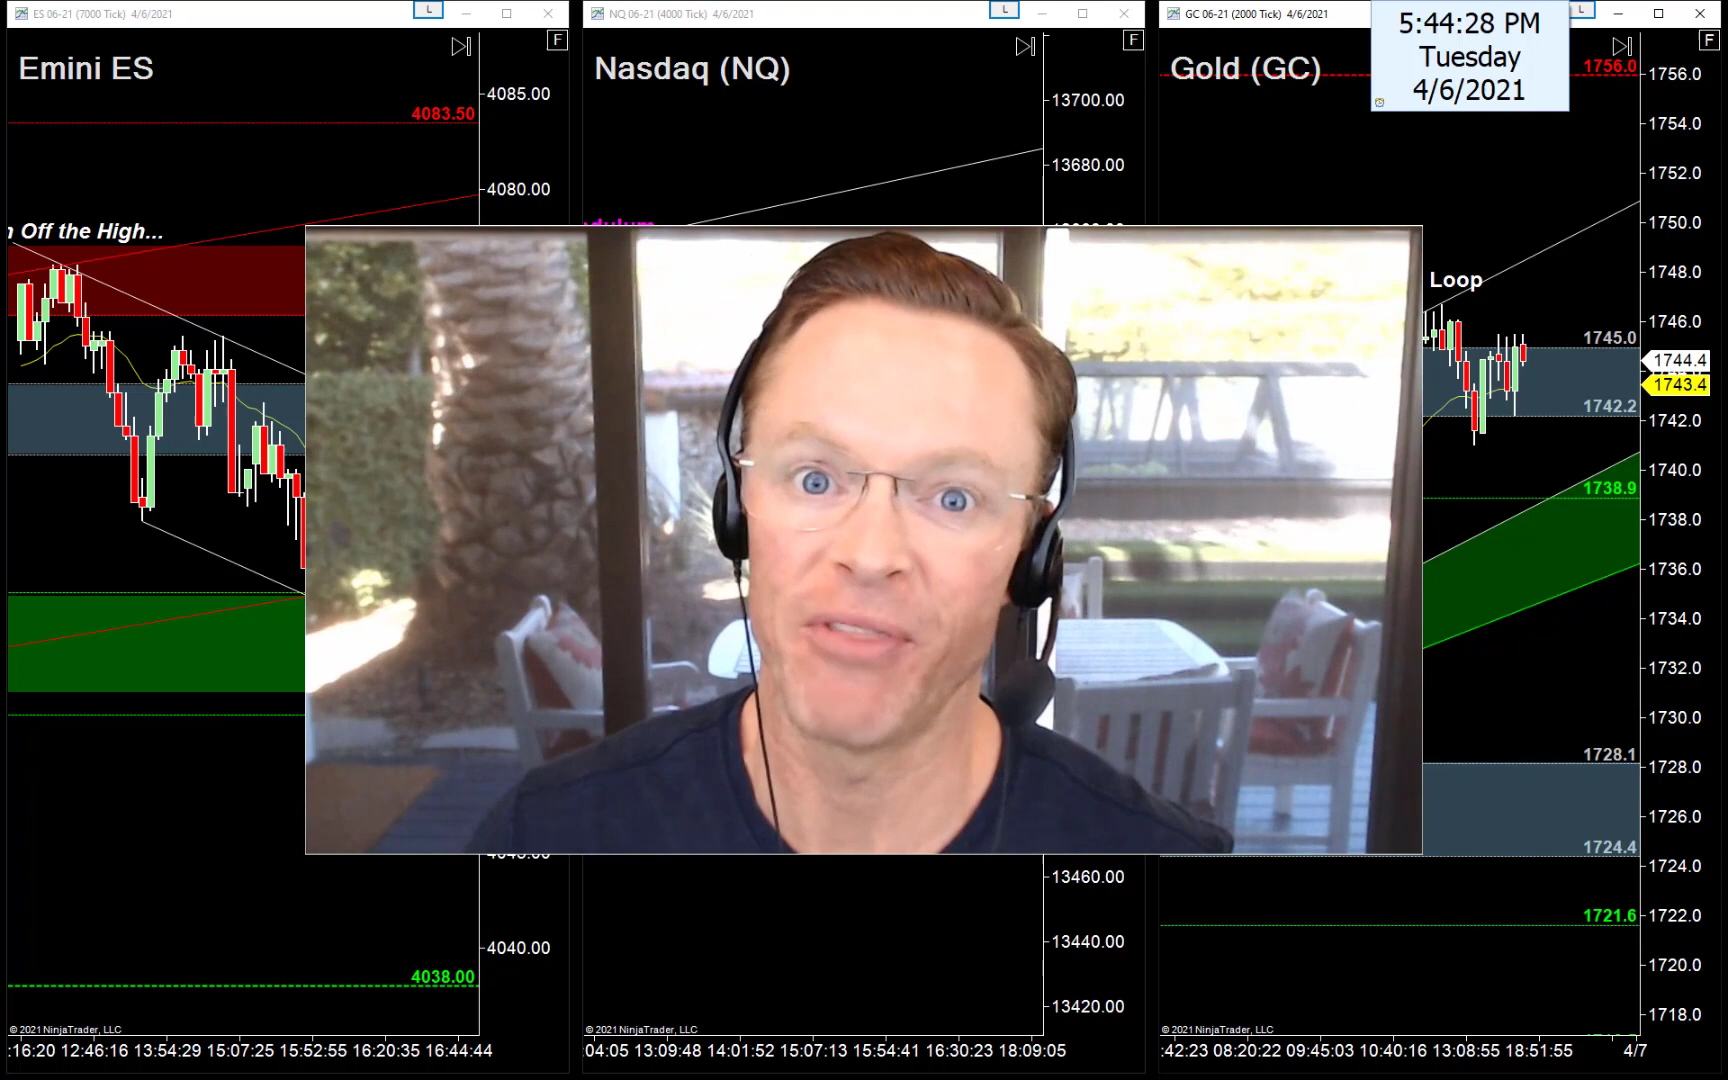 ES 06-21 (7000 Tick) 4/6/2021
L
F
Emini ES
4085.00
4083.50
4080.00
Off the High...
4040.00
4038.00
© 2021 NinjaTrader, LLC
:16:20 12:46:16 13:54:29 15:07:25 15:52:55 16:20:35 16:44:44
NQ 06-21 (4000 Tick) 4/6/2021
L
F
Nasdaq (NQ)
13700.00
13680.00
13460.00
13440.00
13420.00
© 2021 NinjaTrader, LLC
:04:05 13:09:48 14:01:52 15:07:13 15:54:41 16:30:23 18:09:05
GC 06-21 (2000 Tick) 4/6/2021
L
F
5:44:28 PM
Tuesday
4/6/2021
Gold (GC)
1756.0
1756.0
1754.0
1752.0
1750.0
1748.0
Loop
1746.0
1745.0
1744.4
1743.4
1742.2
1742.0
1740.0
1738.9
1738.0
1736.0
1734.0
1732.0
1730.0
1728.1
1728.0
1726.0
1724.4
1724.0
1722.0
1721.6
1720.0
1718.0
© 2021 NinjaTrader, LLC
:42:23 08:20:22 09:45:03 10:40:16 13:08:55 18:51:55 4/7